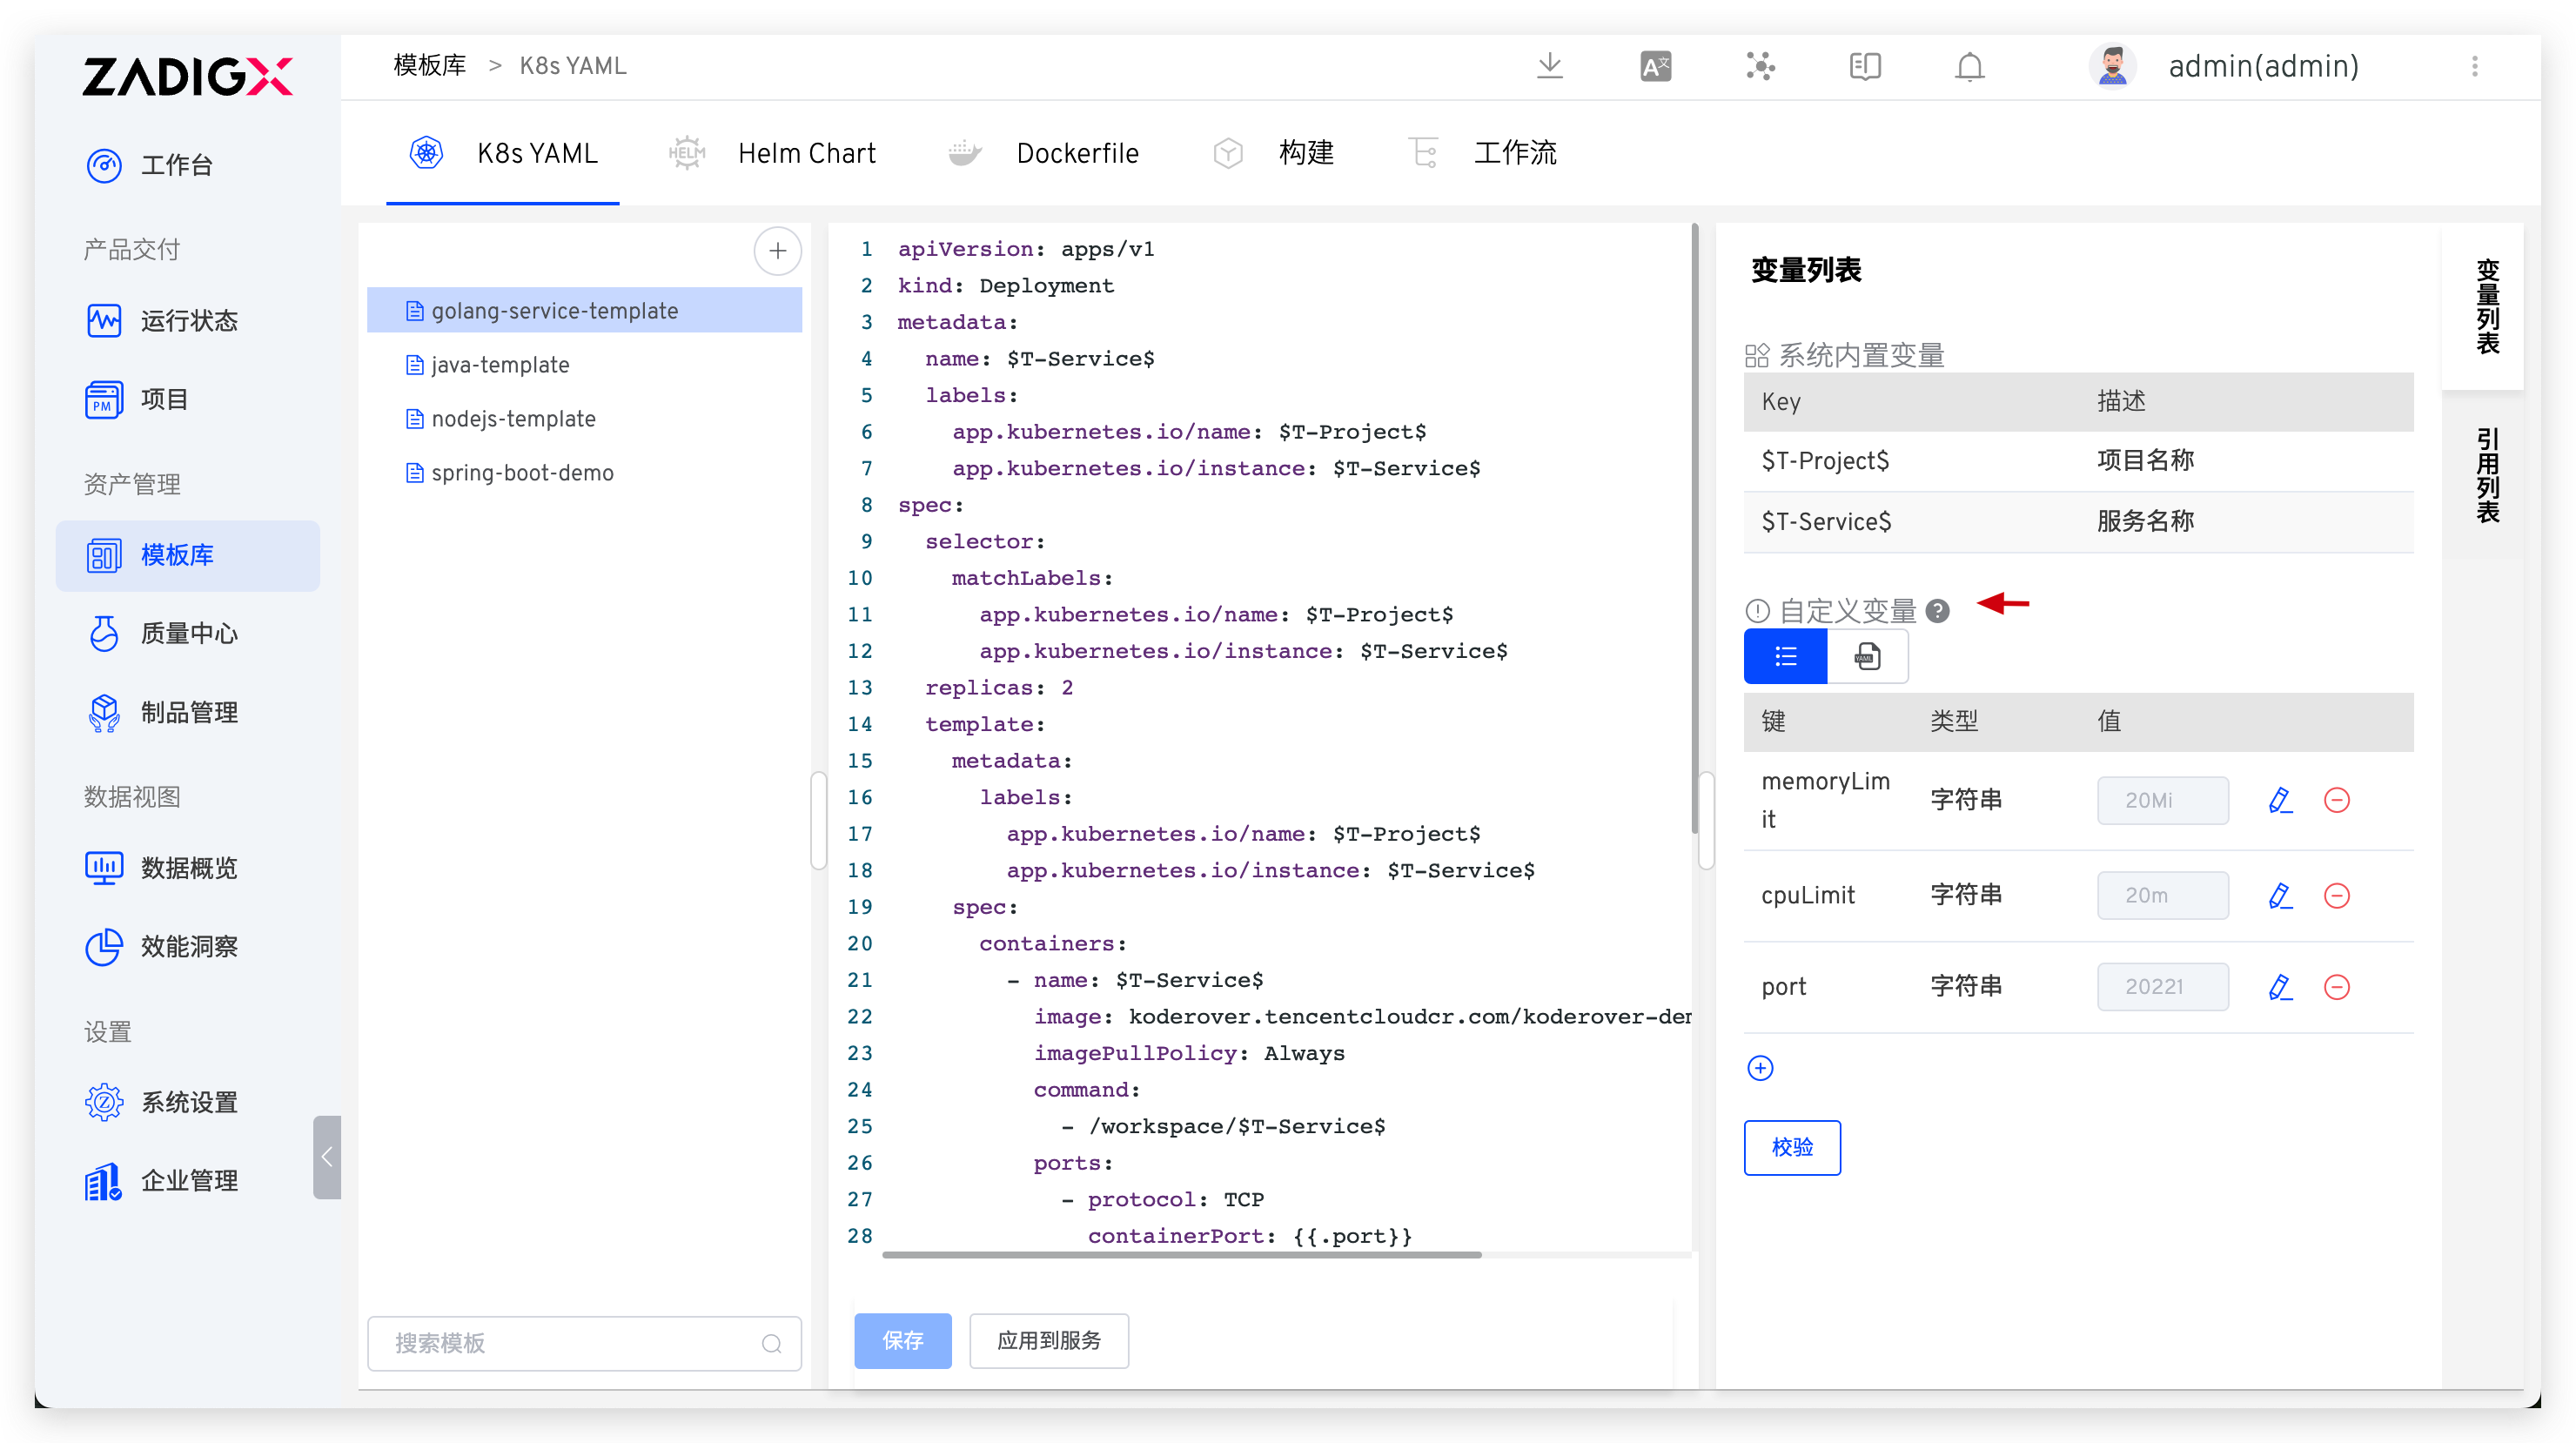 ZADIGX
工作台
产品交付
运行状态
PM
项目
资产管理
模板库
质量中心
制品管理
数据视图
数据概览
效能洞察
设置
系统设置
企业管理
模板库 > K8s YAML
admin(admin)
K8s YAML
HELM Helm Chart
Dockerfile
构建
工作流
golang-service-template
java-template
nodejs-template
spring-boot-demo
搜索模板
1 apiVersion: apps/v1
2 kind: Deployment
3 metadata:
4 name: $T-Service$
5 labels:
6 app.kubernetes.io/name: $T-Project$
7 app.kubernetes.io/instance: $T-Service$
8 spec:
9 selector:
10 matchLabels:
11 app.kubernetes.io/name: $T-Project$
12 app.kubernetes.io/instance: $T-Service$
13 replicas: 2
14 template:
15 metadata:
16 labels:
17 app.kubernetes.io/name: $T-Project$
18 app.kubernetes.io/instance: $T-Service$
19 spec:
20 containers:
21 - name: $T-Service$
22 image: koderover.tencentcloudcr.com/koderover-dem
23 imagePullPolicy: Always
24 command:
25 - /workspace/$T-Service$
26 ports:
27 - protocol: TCP
28 containerPort: {{.port}}
保存
应用到服务
变量列表
系统内置变量
Key 描述
$T-Project$ 项目名称
$T-Service$ 服务名称
自定义变量 ?
YAML
键 类型 值
memoryLim
it 字符串 20Mi
cpuLimit 字符串 20m
port 字符串 20221
校验
变量列表
引用列表